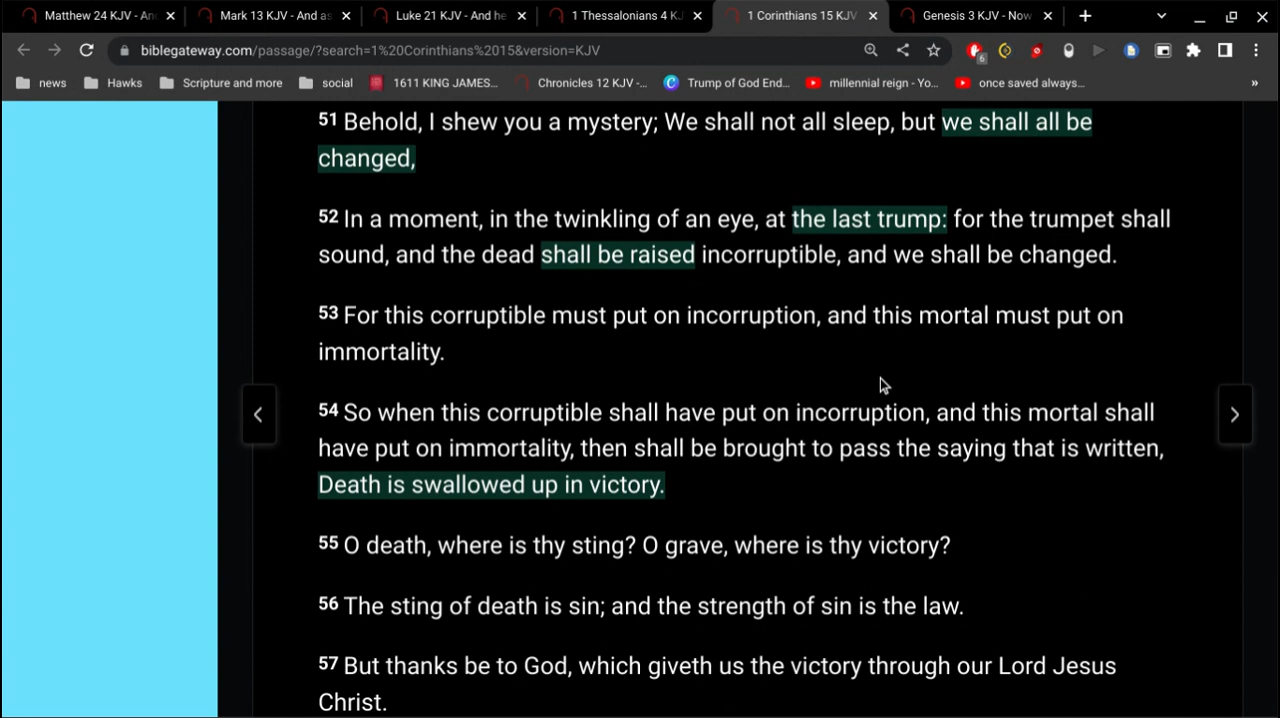 Matthew 24 KJV - And
Mark 13 KJV - And as
Luke 21 KJV - And he
1 Thessalonians 4 KJ
1 Corinthians 15 KJV
Genesis 3 KJV - Now
biblegateway.com/passage/?search=1%20Corinthians%2015&version=KJV
6
news
Hawks
Scripture and more
social
1611 KING JAMES...
Chronicles 12 KJV -...
Trump of God End...
millennial reign - Yo...
once saved always...
»
51 Behold, I shew you a mystery; We shall not all sleep, but we shall all be
changed,
52 In a moment, in the twinkling of an eye, at the last trump: for the trumpet shall
sound, and the dead shall be raised incorruptible, and we shall be changed.
53 For this corruptible must put on incorruption, and this mortal must put on
immortality.
54 So when this corruptible shall have put on incorruption, and this mortal shall
have put on immortality, then shall be brought to pass the saying that is written,
Death is swallowed up in victory.
55 O death, where is thy sting? O grave, where is thy victory?
56 The sting of death is sin; and the strength of sin is the law.
57 But thanks be to God, which giveth us the victory through our Lord Jesus
Christ.